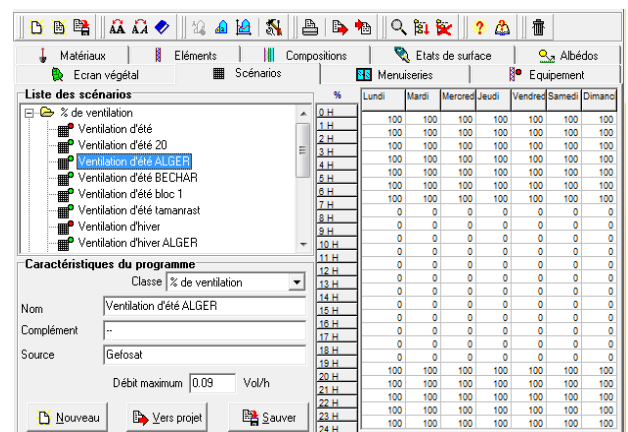 Matériaux
Eléments
Compositions
Etats de surface
Albédos
Ecran végétal
Scénarios
Menuiseries
Equipement
Liste des scénarios
% de ventilation
Ventilation d'été
Ventilation d'été 20
Ventilation d'été ALGER
Ventilation d'été BECHAR
Ventilation d'été bloc 1
Ventilation d'été tamanrast
Ventilation d'hiver
Ventilation d'hiver ALGER
Caractéristiques du programme
Classe % de ventilation
Nom Ventilation d'été ALGER
Complément --
Source Gefosat
Débit maximum 0.09 Vol/h
Nouveau
Vers projet
Sauver
% Lundi Mardi Mercred Jeudi Vendred Samedi Dimanc
0 H
100 100 100 100 100 100 100
1 H
100 100 100 100 100 100 100
2 H
100 100 100 100 100 100 100
3 H
100 100 100 100 100 100 100
4 H
100 100 100 100 100 100 100
5 H
100 100 100 100 100 100 100
6 H
100 100 100 100 100 100 100
7 H
0 0 0 0 0 0 0
8 H
0 0 0 0 0 0 0
9 H
0 0 0 0 0 0 0
10 H
0 0 0 0 0 0 0
11 H
0 0 0 0 0 0 0
12 H
0 0 0 0 0 0 0
13 H
0 0 0 0 0 0 0
14 H
0 0 0 0 0 0 0
15 H
0 0 0 0 0 0 0
16 H
0 0 0 0 0 0 0
17 H
0 0 0 0 0 0 0
18 H
0 0 0 0 0 0 0
19 H
100 100 100 100 100 100 100
20 H
100 100 100 100 100 100 100
21 H
100 100 100 100 100 100 100
22 H
100 100 100 100 100 100 100
23 H
100 100 100 100 100 100 100
24 H